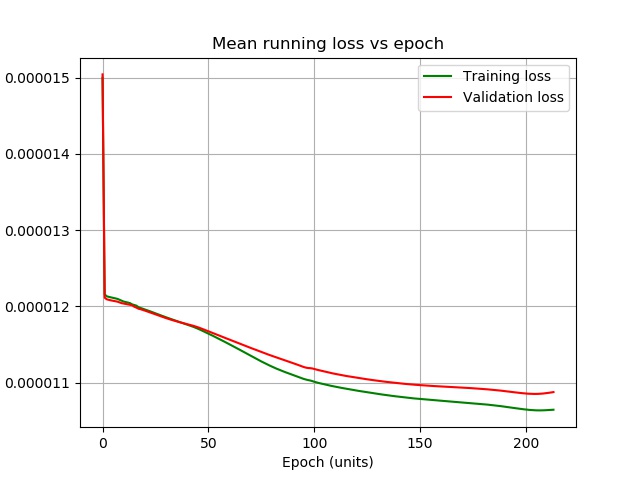 Mean running loss vs epoch
0.000015
0.000014
0.000013
0.000012
0.000011
Training loss
Validation loss
0 50 100 150 200
Epoch (units)